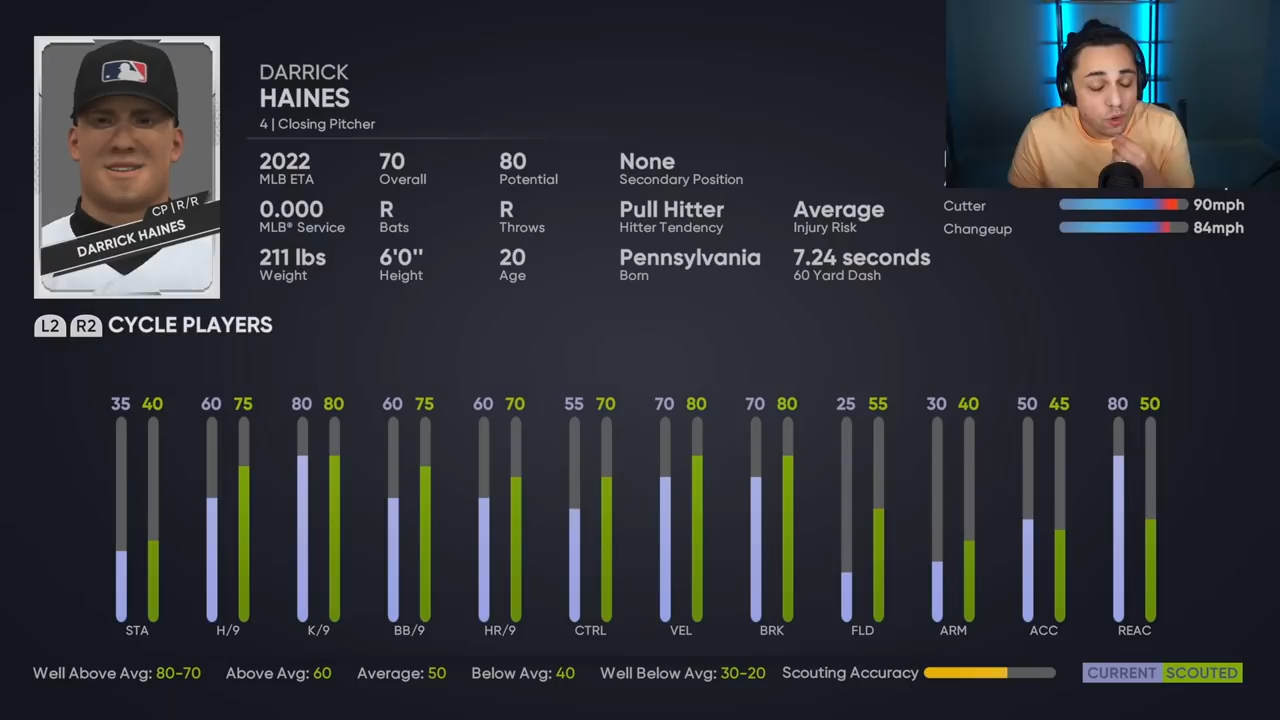 DARRICK
HAINES
4 | Closing Pitcher
CP | R/R
DARRICK HAINES
2022 70 80 None
MLB ETA Overall Potential Secondary Position
0.000 R R Pull Hitter Average
MLB® Service Bats Throws Hitter Tendency Injury Risk
211 lbs 6'0'' 20 Pennsylvania 7.24 seconds
Weight Height Age Born 60 Yard Dash
Cutter 90mph
Changeup 84mph
L2 R2 CYCLE PLAYERS
35 40 60 75 80 80 60 75 60 70 55 70 70 80 70 80 25 55 30 40 50 45 80 50
STA H/9 K/9 BB/9 HR/9 CTRL VEL BRK FLD ARM ACC REAC
Well Above Avg: 80-70 Above Avg: 60 Average: 50 Below Avg: 40 Well Below Avg: 30-20 Scouting Accuracy CURRENT SCOUTED